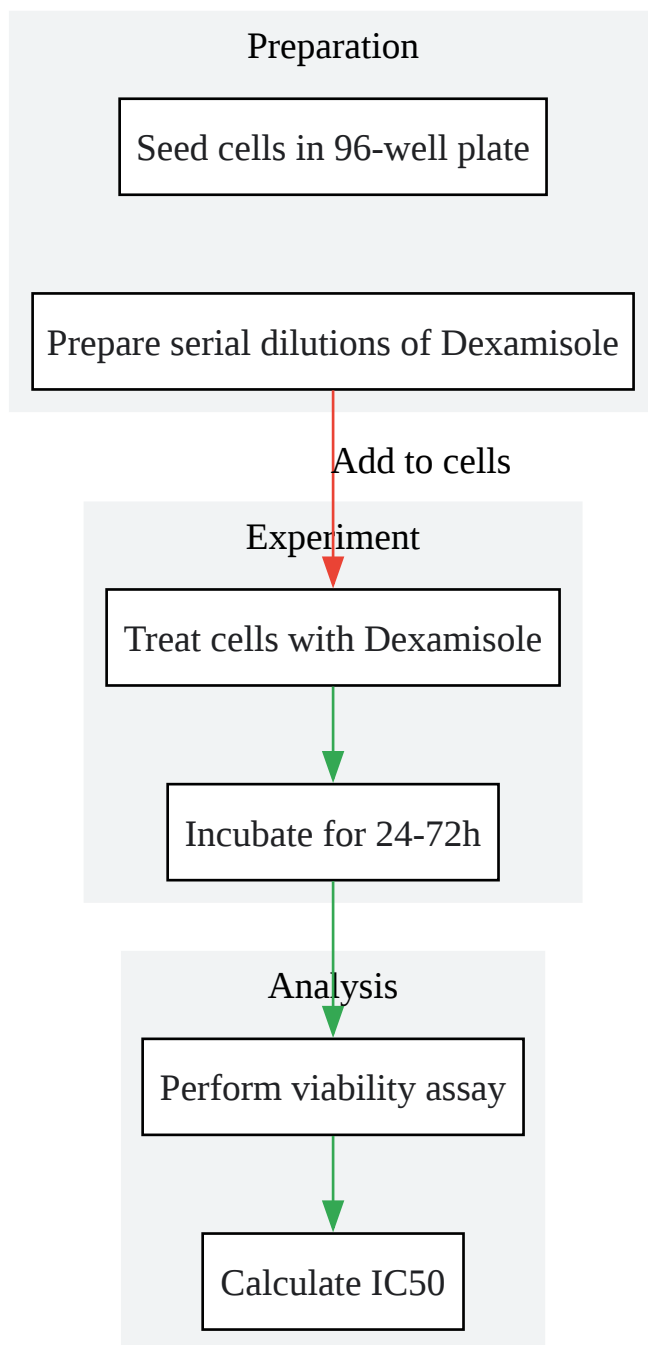 Preparation
Seed cells in 96-well plate
Prepare serial dilutions of Dexamisole
Add to cells
Experiment
Treat cells with Dexamisole
Incubate for 24-72h
Analysis
Perform viability assay
Calculate IC50